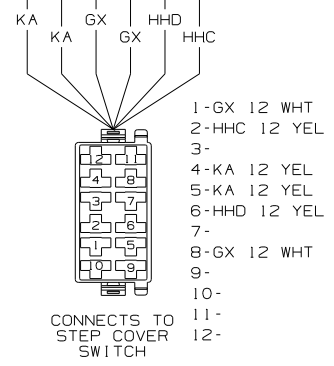 KA GX HHD
KA GX HHC
12 11
4 8
3 7
2 6
1 5
10 9
1-GX 12 WHT
2-HHC 12 YEL
3-
4-KA 12 YEL
5-KA 12 YEL
6-HHD 12 YEL
7-
8-GX 12 WHT
9-
10-
11-
12-
CONNECTS TO
STEP COVER
SWITCH